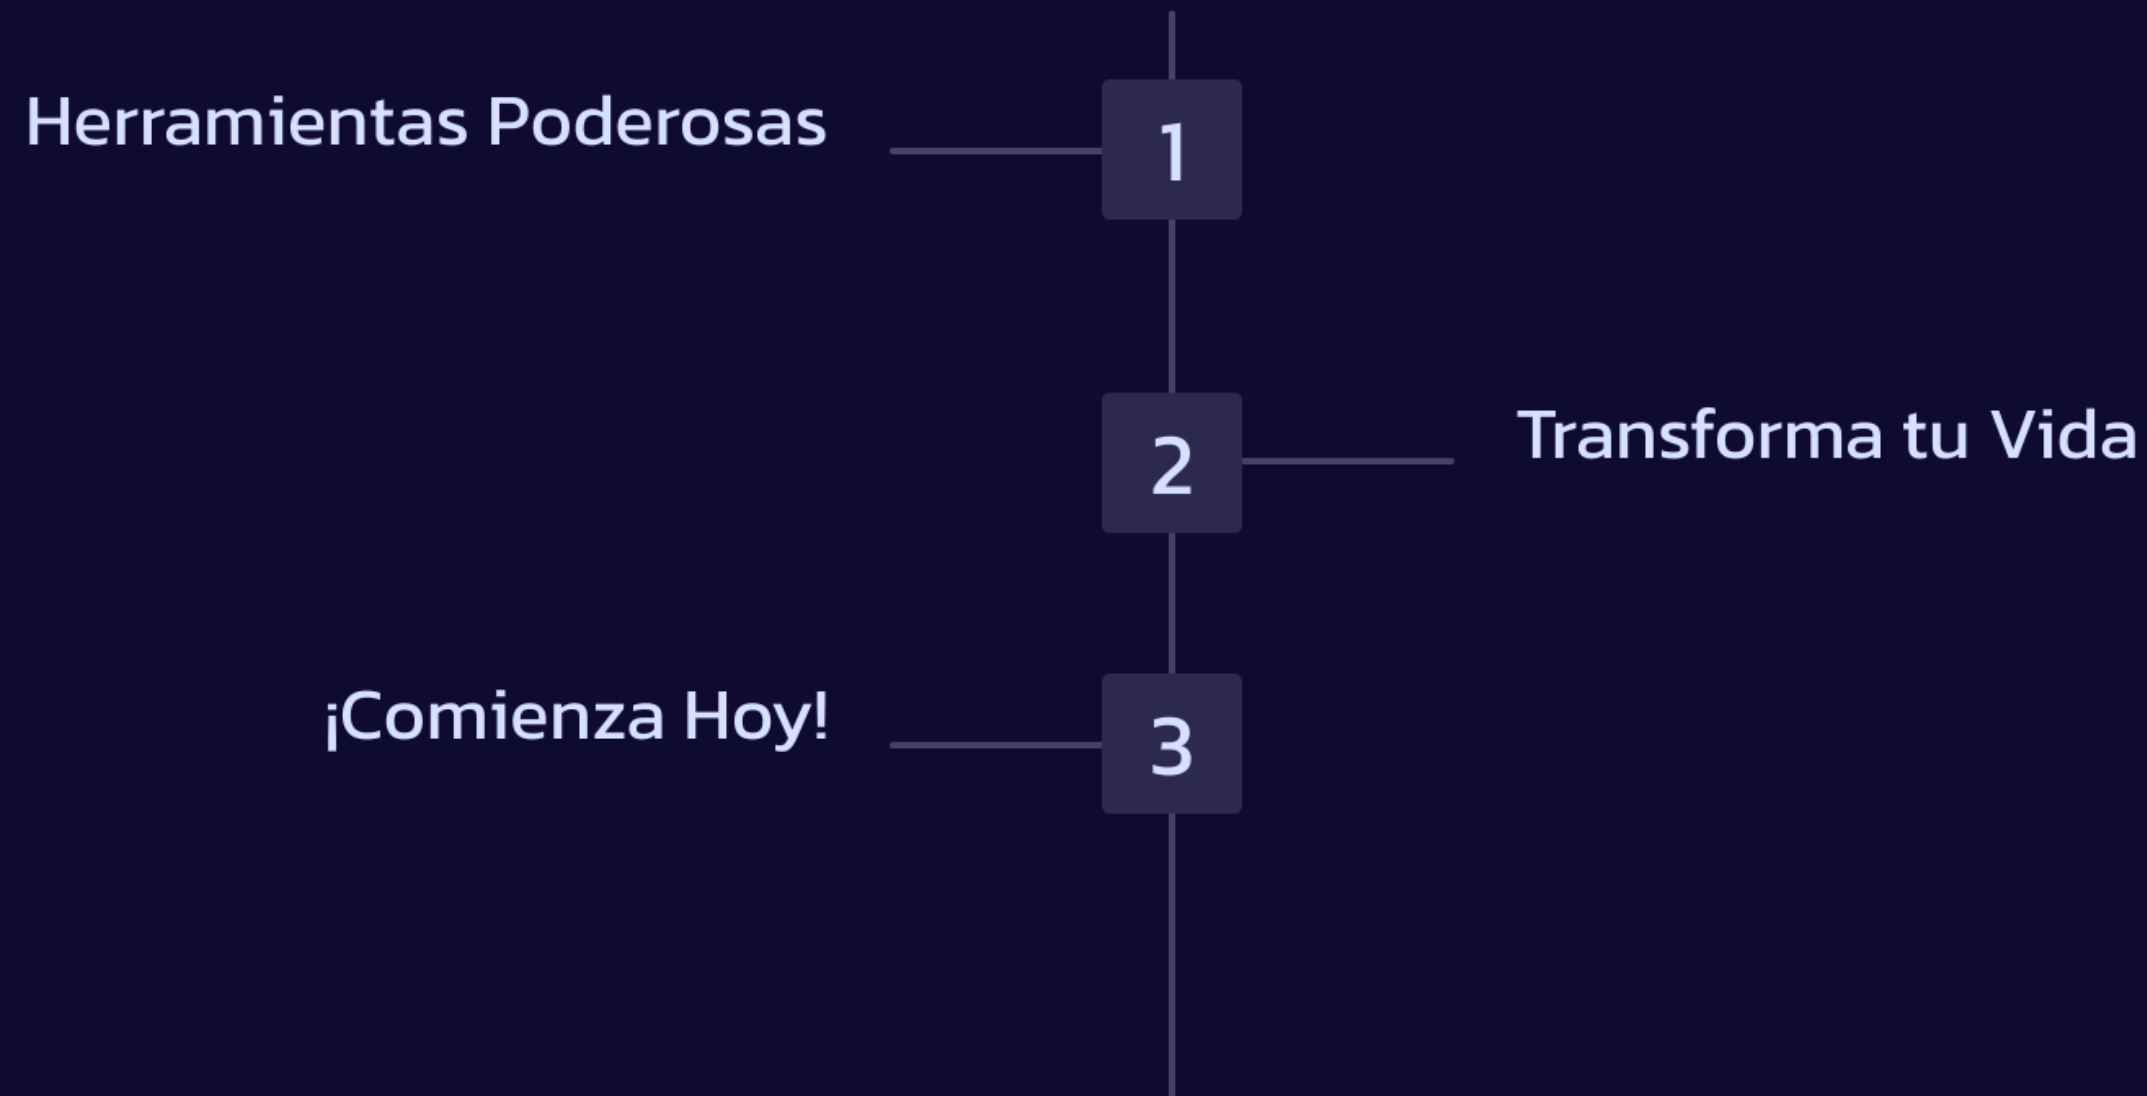 Herramientas Poderosas
1
2
Transforma tu Vida
¡Comienza Hoy!
3